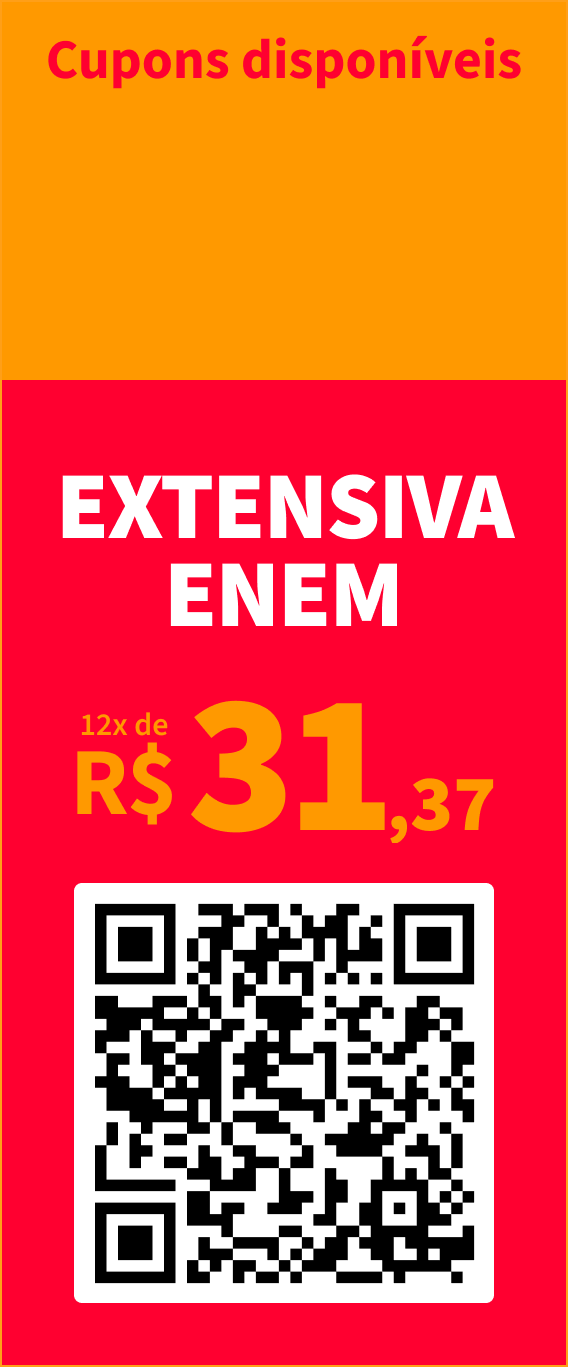 Cupons disponíveis
EXTENSIVA
ENEM
12x de
R$ 31,37